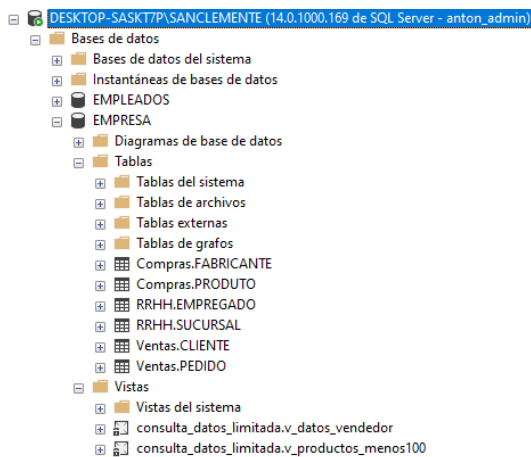 DESKTOP-SASKT7P\SANCLEMENTE (14.0.1000.169 de SQL Server - anton_admin)
Bases de datos
Bases de datos del sistema
Instantáneas de bases de datos
EMPLEADOS
EMPRESA
Diagramas de base de datos
Tablas
Tablas del sistema
Tablas de archivos
Tablas externas
Tablas de grafos
Compras.FABRICANTE
Compras.PRODUTO
RRHH.EMPREGADO
RRHH.SUCURSAL
Ventas.CLIENTE
Ventas.PEDIDO
Vistas
Vistas del sistema
consulta_datos_limitada.v_datos_vendedor
consulta_datos_limitada.v_productos_menos100